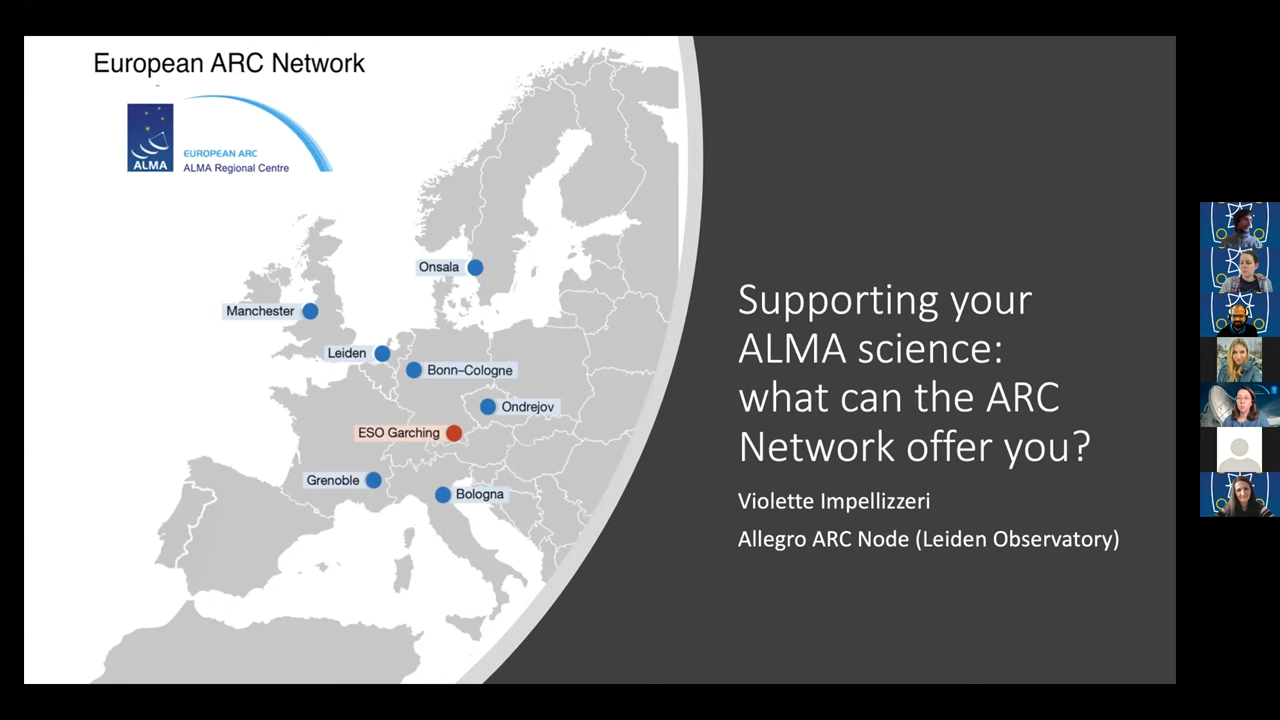 European ARC Network
ALMA
EUROPEAN ARC
ALMA Regional Centre
Onsala
Manchester
Leiden
Bonn–Cologne
Ondrejov
ESO Garching
Grenoble
Bologna
Supporting your
ALMA science:
what can the ARC
Network offer you?
Violette Impellizzeri
Allegro ARC Node (Leiden Observatory)